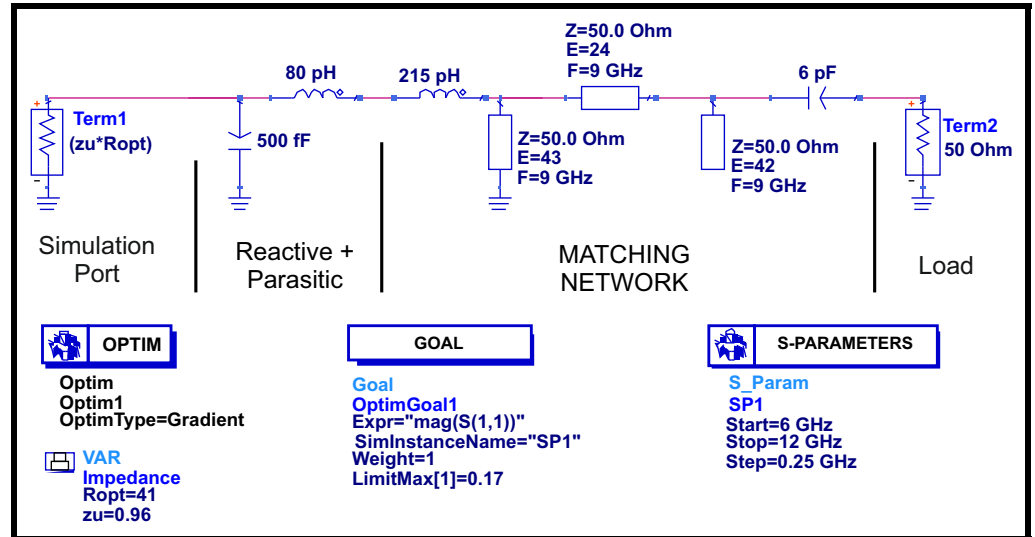 Z=50.0 Ohm
E=24
F=9 GHz
80 pH
215 pH
6 pF
+
Term1
(zu*Ropt)
-
500 fF
Z=50.0 Ohm
E=43
F=9 GHz
Z=50.0 Ohm
E=42
F=9 GHz
+
Term2
50 Ohm
-
Simulation
Port
Reactive +
Parasitic
MATCHING
NETWORK
Load
OPTIM
Optim
Optim1
OptimType=Gradient
VAR
Impedance
Ropt=41
zu=0.96
GOAL
Goal
OptimGoal1
Expr="mag(S(1,1))"
SimInstanceName="SP1"
Weight=1
LimitMax[1]=0.17
S-PARAMETERS
S_Param
SP1
Start=6 GHz
Stop=12 GHz
Step=0.25 GHz